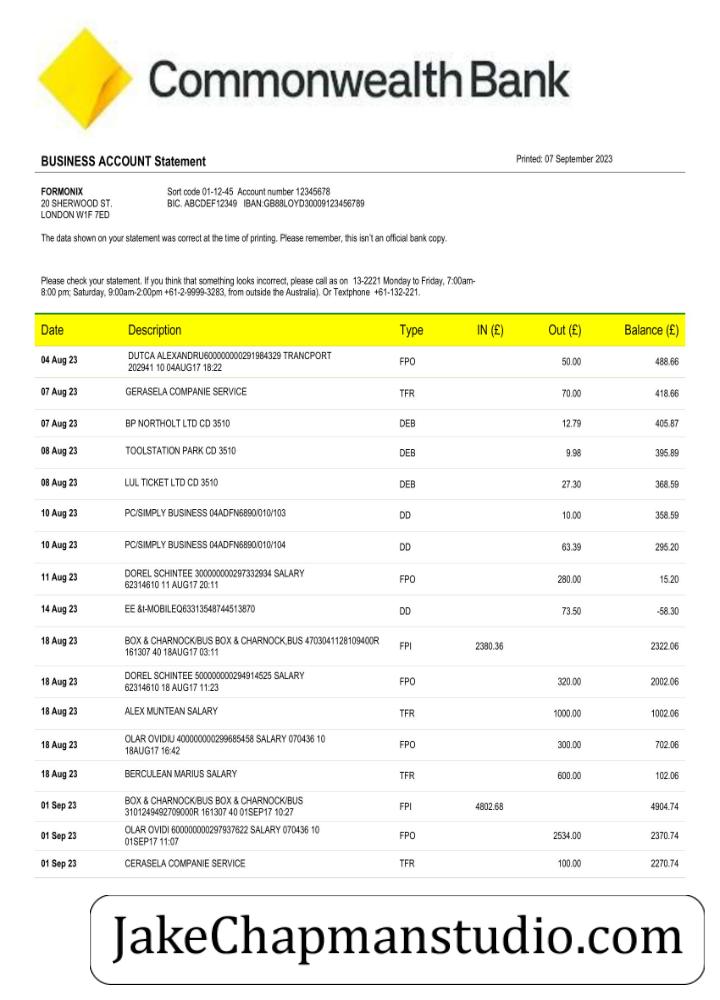 CommonwealthBank
BUSINESS ACCOUNT Statement Printed: 07 September 2023
FORMONIX Sort code 01-12-45 Account number 12345678
20 SHERWOOD ST. BIC. ABCDEF12349 IBAN:GB88LOYD30009123456789
LONDON W1F 7ED
The data shown on your statement was correct at the time of printing. Please remember, this isn't an official bank copy.
Please check your statement. If you think that something looks incorrect, please call as on 13-2221 Monday to Friday, 7:00am-
8:00 pm; Saturday, 9:00am-2:00pm +61-2-9999-3283, from outside the Australia). Or Textphone +61-132-221.
Date Description Type IN (£) Out (£) Balance (£)
04 Aug 23 DUTCA ALEXANDRU600000000291984329 TRANCPORT FPO 50.00 488.66
202941 10 04AUG17 18:22
07 Aug 23 GERASELA COMPANIE SERVICE TFR 70.00 418.66
07 Aug 23 BP NORTHOLT LTD CD 3510 DEB 12.79 405.87
08 Aug 23 TOOLSTATION PARK CD 3510 DEB 9.98 395.89
08 Aug 23 LUL TICKET LTD CD 3510 DEB 27.30 368.59
10 Aug 23 PC/SIMPLY BUSINESS 04ADFN6890/010/103 DD 10.00 358.59
10 Aug 23 PC/SIMPLY BUSINESS 04ADFN6890/010/104 DD 63.39 295.20
11 Aug 23 DOREL SCHINTEE 300000000297332934 SALARY FPO 280.00 15.20
62314610 11 AUG17 20:11
14 Aug 23 EE &t-MOBILEQ63313548744513870 DD 73.50 -58.30
18 Aug 23 BOX & CHARNOCK/BUS BOX & CHARNOCK,BUS 4703041128109400R FPI 2380.36 2322.06
161307 40 18AUG17 03:11
18 Aug 23 DOREL SCHINTEE 500000000294914525 SALARY FPO 320.00 2002.06
62314610 18 AUG17 11:23
18 Aug 23 ALEX MUNTEAN SALARY TFR 1000.00 1002.06
18 Aug 23 OLAR OVIDIU 400000000299685458 SALARY 070436 10 FPO 300.00 702.06
18AUG17 16:42
18 Aug 23 BERCULEAN MARIUS SALARY TFR 600.00 102.06
01 Sep 23 BOX & CHARNOCK/BUS BOX & CHARNOCK/BUS FPI 4802.68 4904.74
3101249492709000R 161307 40 01SEP17 10:27
01 Sep 23 OLAR OVIDI 600000000297937622 SALARY 070436 10 FPO 2534.00 2370.74
01SEP17 11:07
01 Sep 23 CERASELA COMPANIE SERVICE TFR 100.00 2270.74
JakeChapmanstudio.com